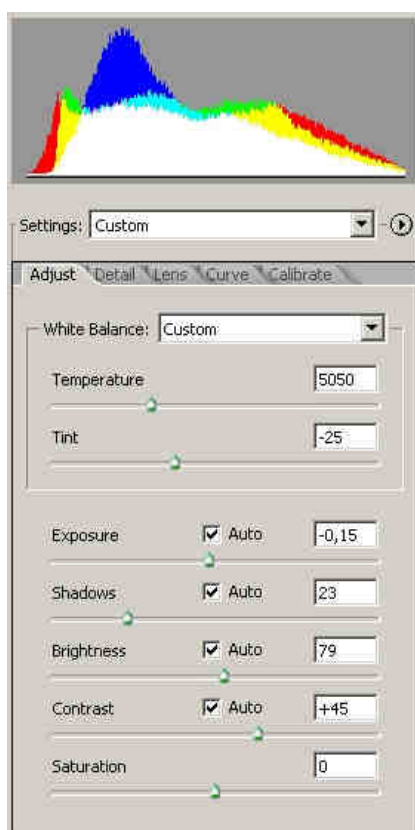 Settings: Custom
Adjust Detail Lens Curve Calibrate
White Balance: Custom
Temperature 5050
Tint -25
Exposure Auto -0,15
Shadows Auto 23
Brightness Auto 79
Contrast Auto +45
Saturation 0